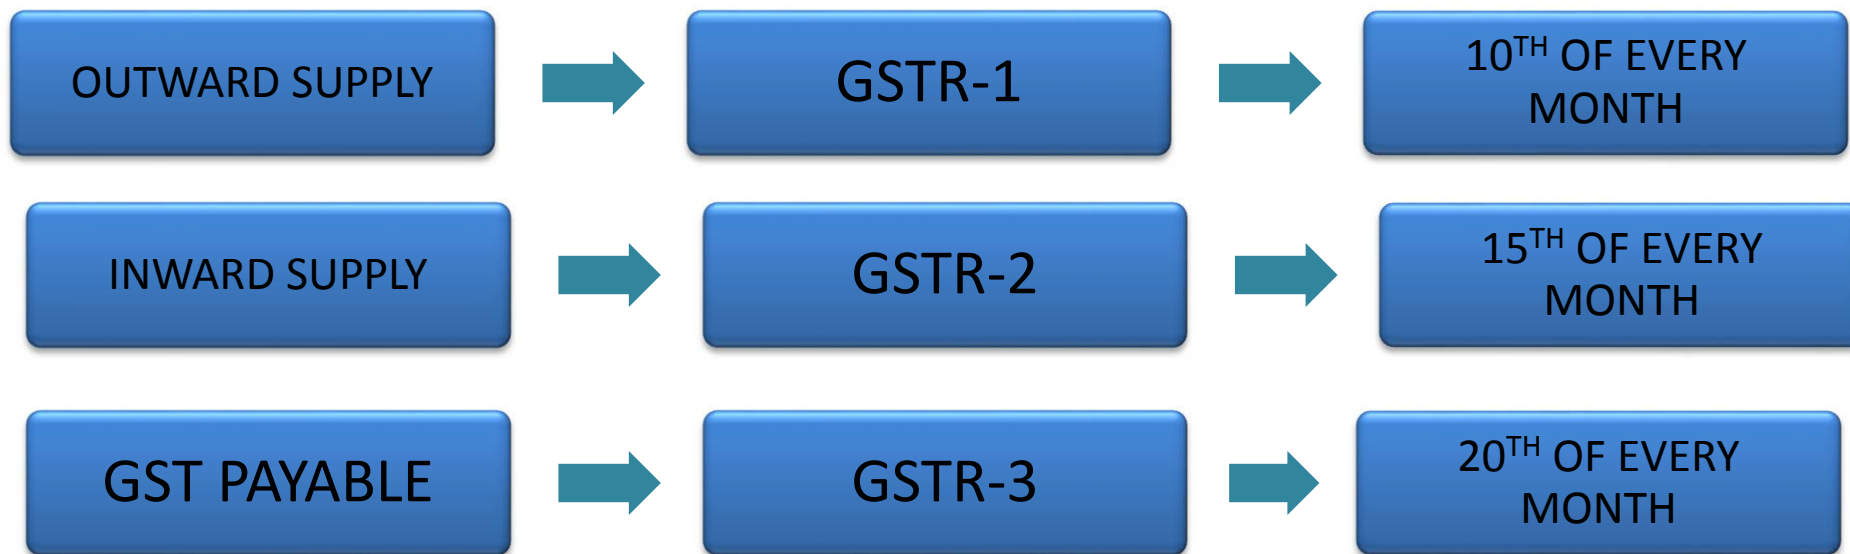 OUTWARD SUPPLY
GSTR-1
10TH OF EVERY
MONTH
INWARD SUPPLY
GSTR-2
15TH OF EVERY
MONTH
GST PAYABLE
GSTR-3
20TH OF EVERY
MONTH